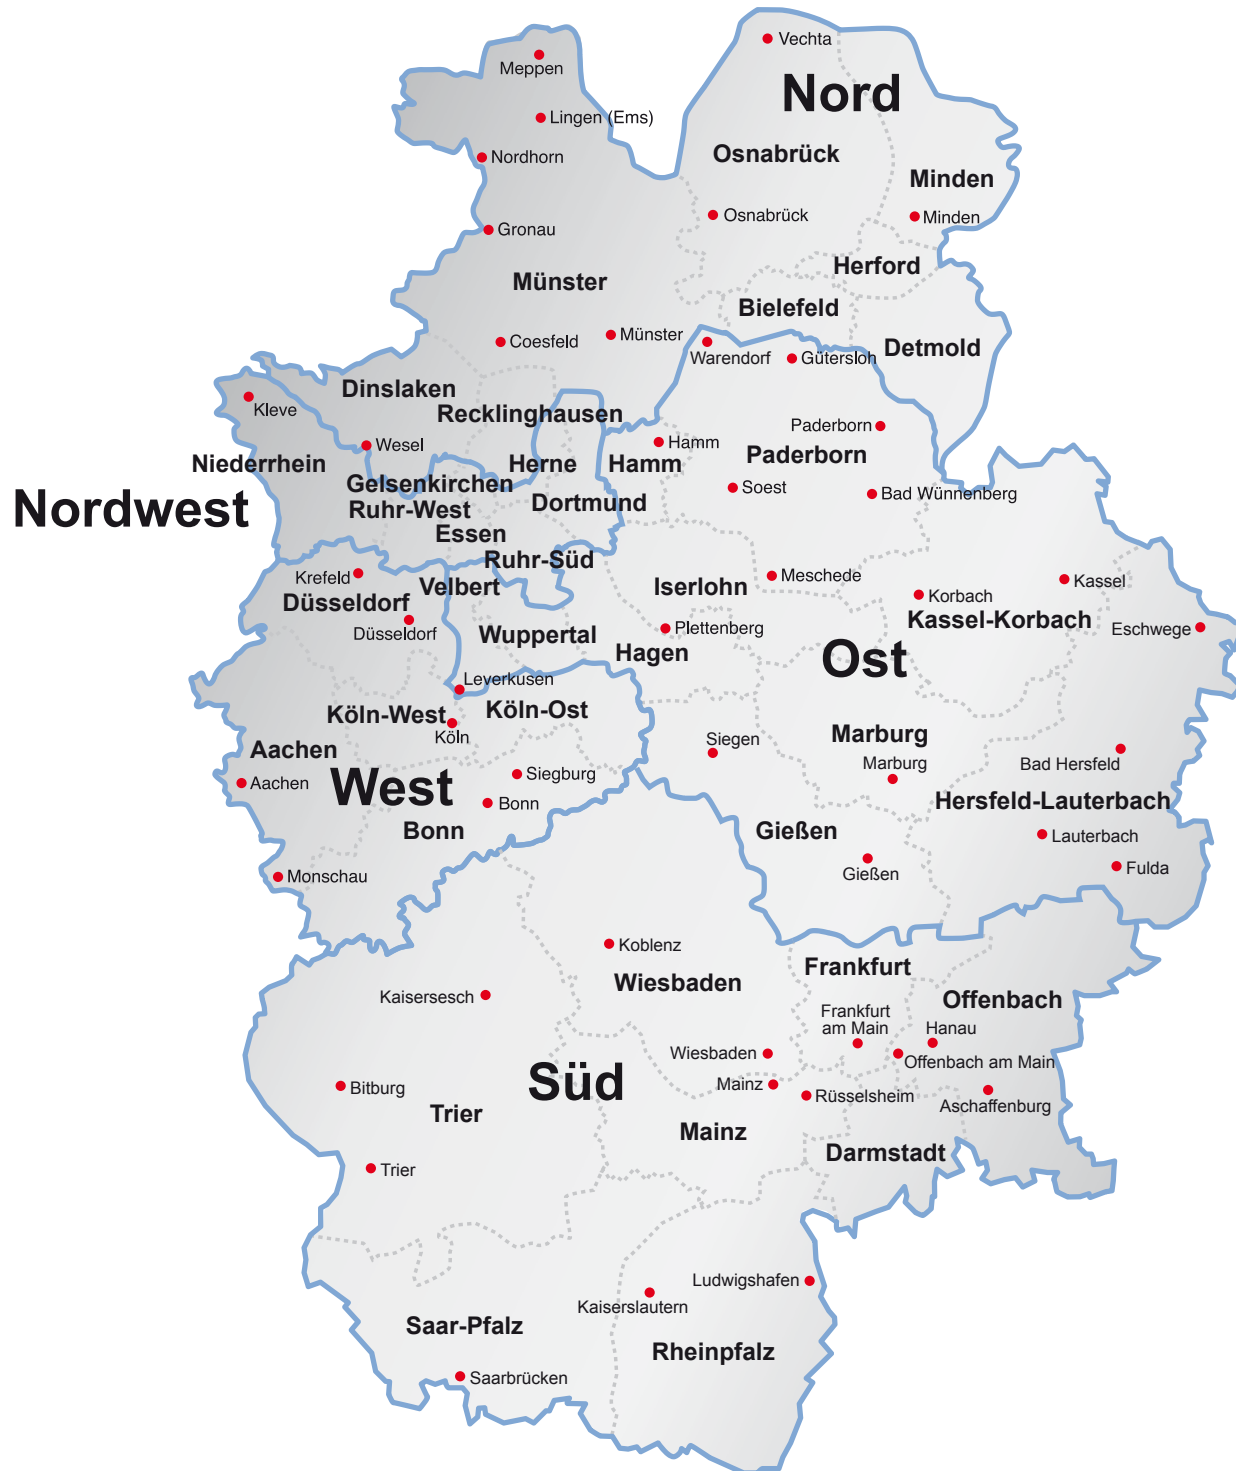 Vechta
Meppen
Nord
Lingen (Ems)
Osnabrück
Nordhorn
Minden
Osnabrück
Minden
Gronau
Herford
Münster
Bielefeld
Münster
Coesfeld
Detmold
Warendorf
Gütersloh
Dinslaken
Kleve
Recklinghausen
Paderborn
Wesel
Hamm
Niederrhein
Herne
Hamm
Paderborn
Gelsenkirchen
Soest
Bad Wünnenberg
Nordwest
Ruhr-West
Dortmund
Essen
Ruhr-Süd
Krefeld
Velbert
Iserlohn
Meschede
Kassel
Düsseldorf
Korbach
Kassel-Korbach
Düsseldorf
Wuppertal
Plettenberg
Eschwege
Hagen
Ost
Leverkusen
Köln-West
Köln-Ost
Köln
Siegen
Marburg
Aachen
Marburg
Bad Hersfeld
Aachen
West
Siegburg
Bonn
Hersfeld-Lauterbach
Bonn
Gießen
Lauterbach
Monschau
Gießen
Fulda
Koblenz
Frankfurt
Wiesbaden
Kaisersesch
Offenbach
Frankfurt
am Main
Hanau
Wiesbaden
Offenbach am Main
Süd
Mainz
Bitburg
Rüsselsheim
Aschaffenburg
Trier
Mainz
Darmstadt
Trier
Ludwigshafen
Kaiserslautern
Saar-Pfalz
Rheinpfalz
Saarbrücken